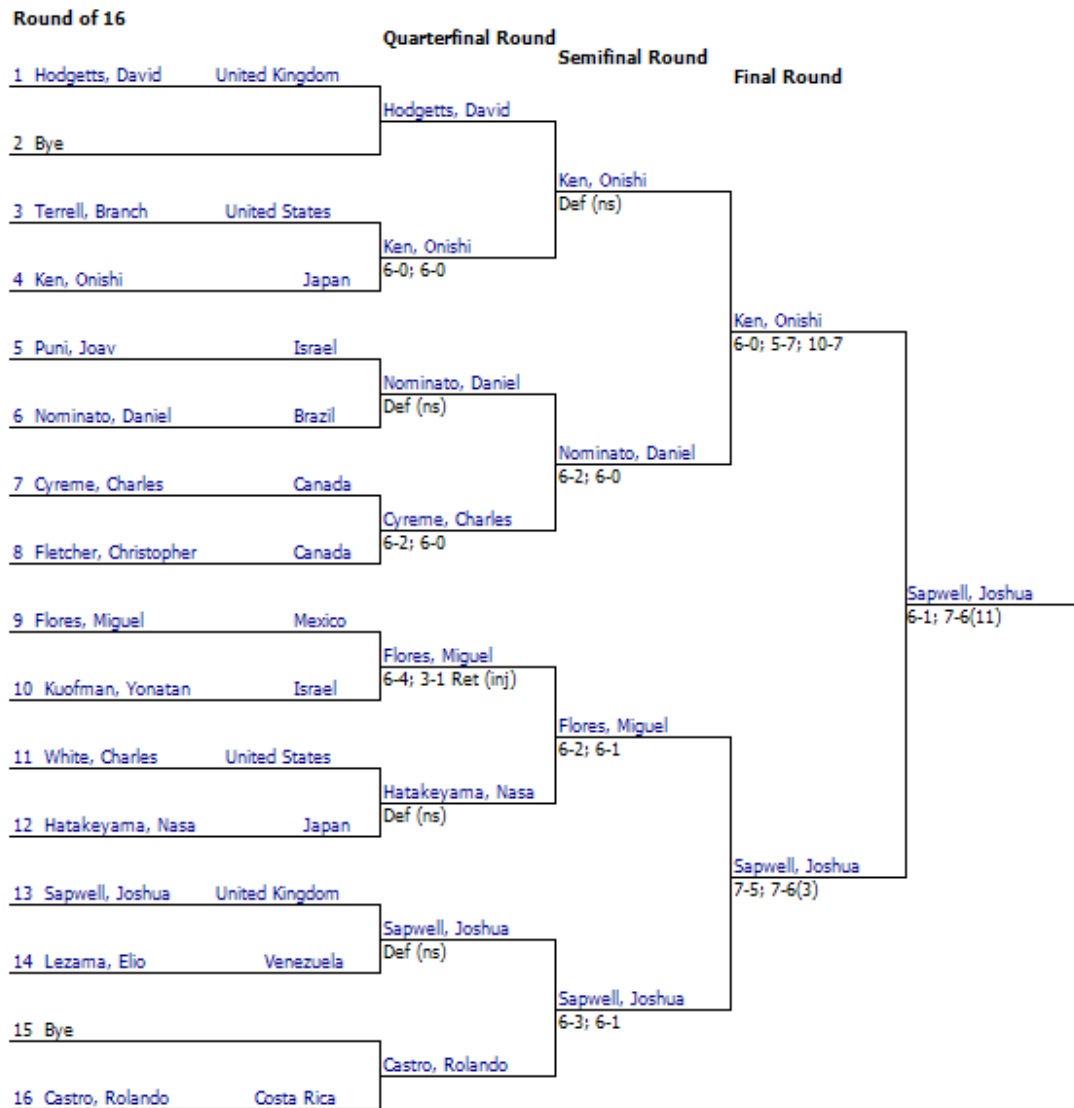 Round of 16
Quarterfinal Round
Semifinal Round
Final Round
1 Hodgetts, David United Kingdom
Hodgetts, David
2 Bye
Ken, Onishi
Def (ns)
3 Terrell, Branch United States
Ken, Onishi
6-0; 6-0
4 Ken, Onishi Japan
Ken, Onishi
6-0; 5-7; 10-7
5 Puni, Joav Israel
Nominato, Daniel
Def (ns)
6 Nominato, Daniel Brazil
Nominato, Daniel
6-2; 6-0
7 Cyreme, Charles Canada
Cyreme, Charles
6-2; 6-0
8 Fletcher, Christopher Canada
Sapwell, Joshua
6-1; 7-6(11)
9 Flores, Miguel Mexico
Flores, Miguel
6-4; 3-1 Ret (inj)
10 Kuofman, Yonatan Israel
Flores, Miguel
6-2; 6-1
11 White, Charles United States
Hatakeyama, Nasa
Def (ns)
12 Hatakeyama, Nasa Japan
Sapwell, Joshua
7-5; 7-6(3)
13 Sapwell, Joshua United Kingdom
Sapwell, Joshua
Def (ns)
14 Lezama, Elio Venezuela
Sapwell, Joshua
6-3; 6-1
15 Bye
Castro, Rolando
16 Castro, Rolando Costa Rica